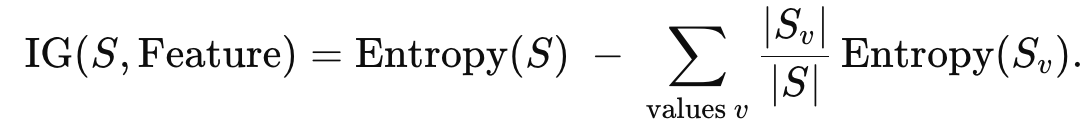 IG(S, Feature) = Entropy(S) − ∑_{values v} |S_v| / |S| Entropy(S_v).